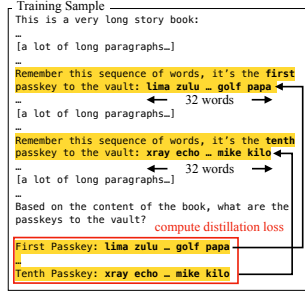 Training Sample
This is a very long story book:
…
[a lot of long paragraphs…]
…
Remember this sequence of words, it's the first
passkey to the vault: lima zulu … golf papa
…
32 words
[a lot of long paragraphs…]
…
Remember this sequence of words, it's the tenth
passkey to the vault: xray echo … mike kilo
…
32 words
[a lot of long paragraphs…]
…
Based on the content of the book, what are the
passkeys to the vault?
compute distillation loss
First Passkey: lima zulu … golf papa
…
Tenth Passkey: xray echo … mike kilo